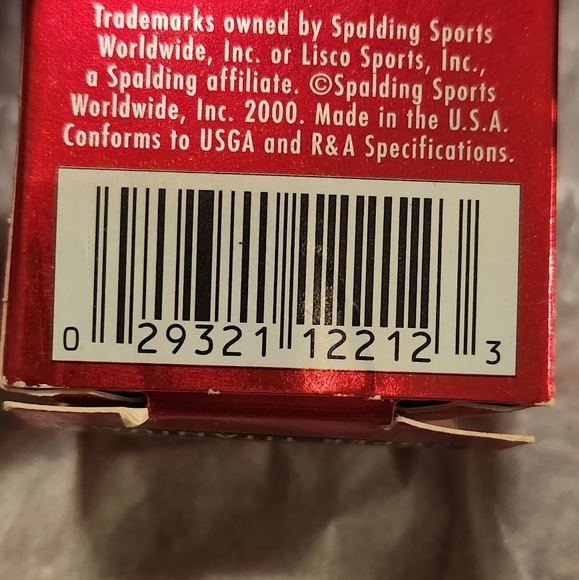 Trademarks owned by Spalding Sports
Worldwide, Inc. or Lisco Sports, Inc.,
a Spalding affiliate. ©Spalding Sports
Worldwide, Inc. 2000. Made in the U.S.A.
Conforms to USGA and R&A Specifications.
0 29321 12212 3